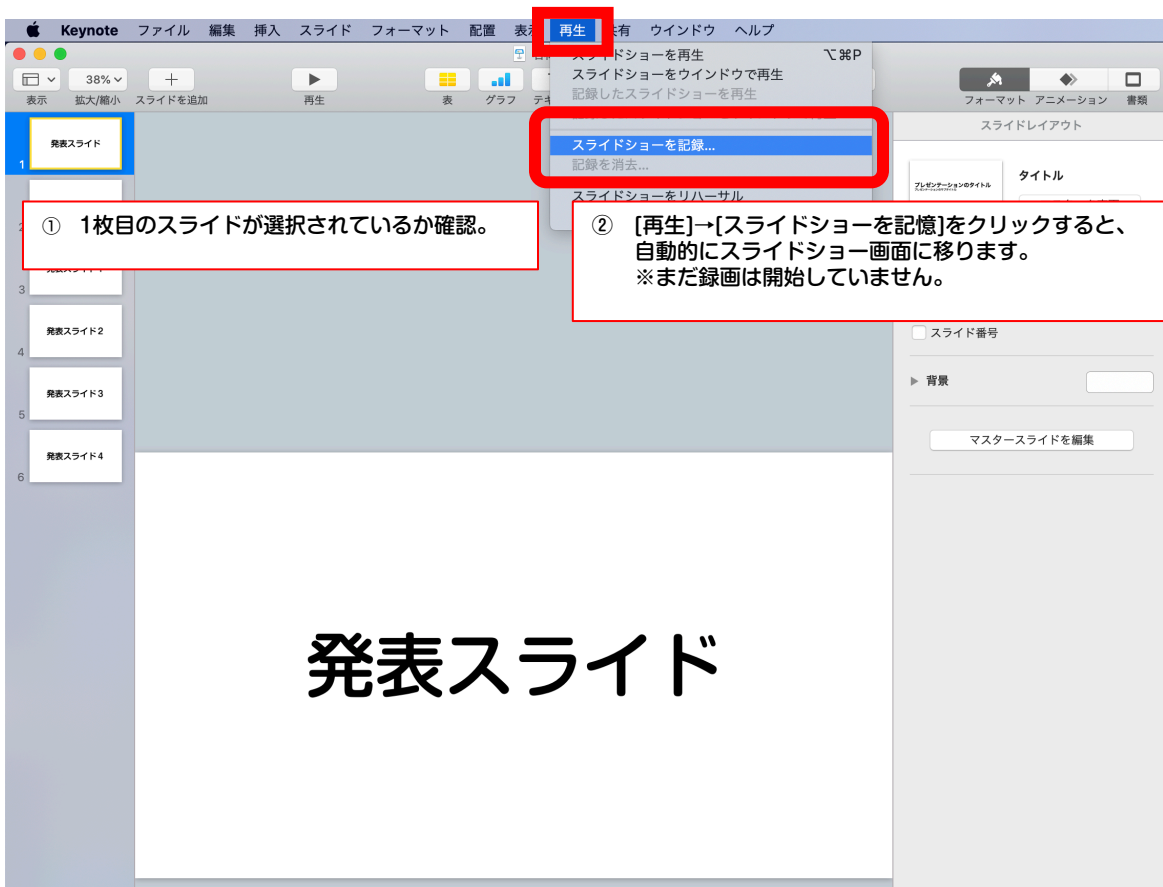 Keynote ファイル 編集 挿入 スライド フォーマット 配置 再生 ウインドウ ヘルプ
38%
表示 拡大/縮小 スライドを追加 再生 表 グラフ フォーマット アニメーション 書類
スライドショーを再生 ⌥⌘P
スライドショーをウインドウで再生
記録したスライドショーを再生
スライドショーを記録...
記録を消去...
スライドショーをリハーサル
スライドレイアウト
プレゼンテーションのタイトル
タイトル
発表スライド
1
① 1枚目のスライドが選択されているか確認。
② [再生]→[スライドショーを記憶]をクリックすると、
自動的にスライドショー画面に移ります。
※まだ録画は開始していません。
3
発表スライド2
4
発表スライド3
5
発表スライド4
6
スライド番号
背景
マスタースライドを編集
発表スライド